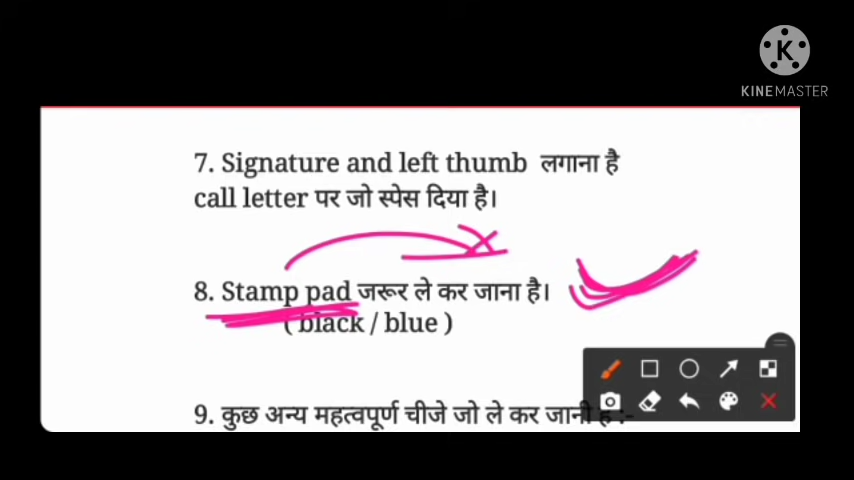 KINEMASTER
7. Signature and left thumb लगाना है
call letter पर जो स्पेस दिया है।
8. Stamp pad जरूर ले कर जाना है।
( black / blue )
9. कुछ अन्य महत्वपूर्ण चीजे जो ले कर जानी है :-